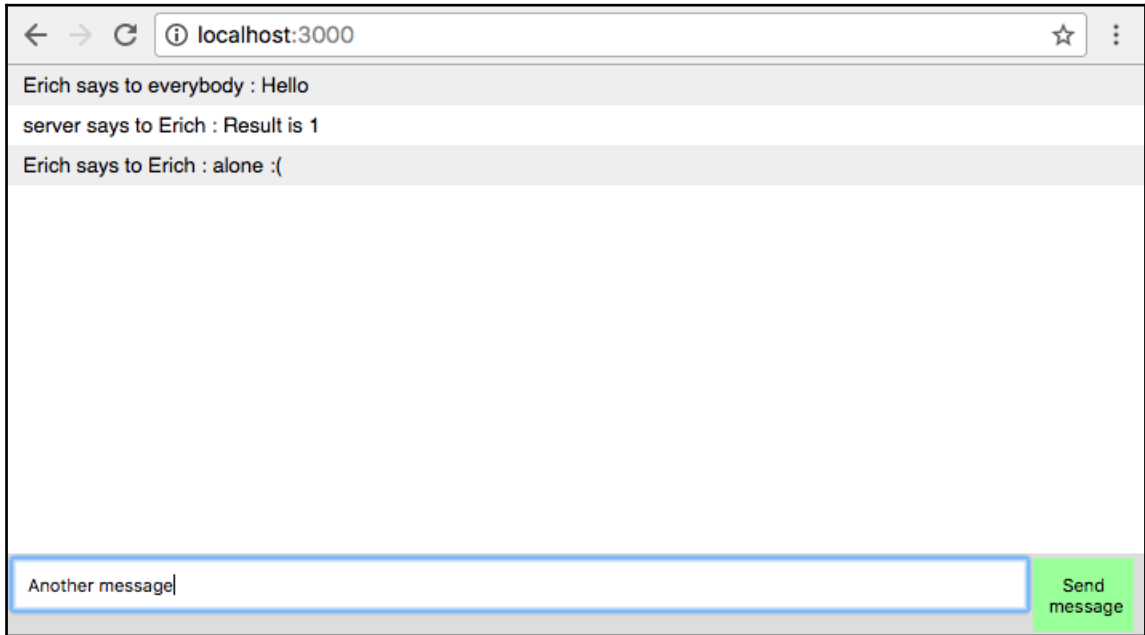 localhost:3000
Erich says to everybody : Hello
server says to Erich : Result is 1
Erich says to Erich : alone :(
Another message
Send
message